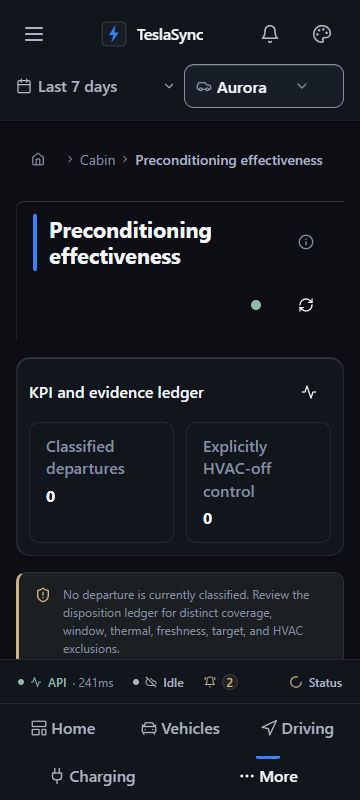 TeslaSync
Last 7 days
Aurora
Cabin
Preconditioning effectiveness
Preconditioning
effectiveness
KPI and evidence ledger
Classified
departures
0
Explicitly
HVAC-off
control
0
No departure is currently classified. Review the
disposition ledger for distinct coverage,
window, thermal, freshness, target, and HVAC
exclusions.
API · 241ms
Idle
2
Status
Home
Vehicles
Driving
Charging
More